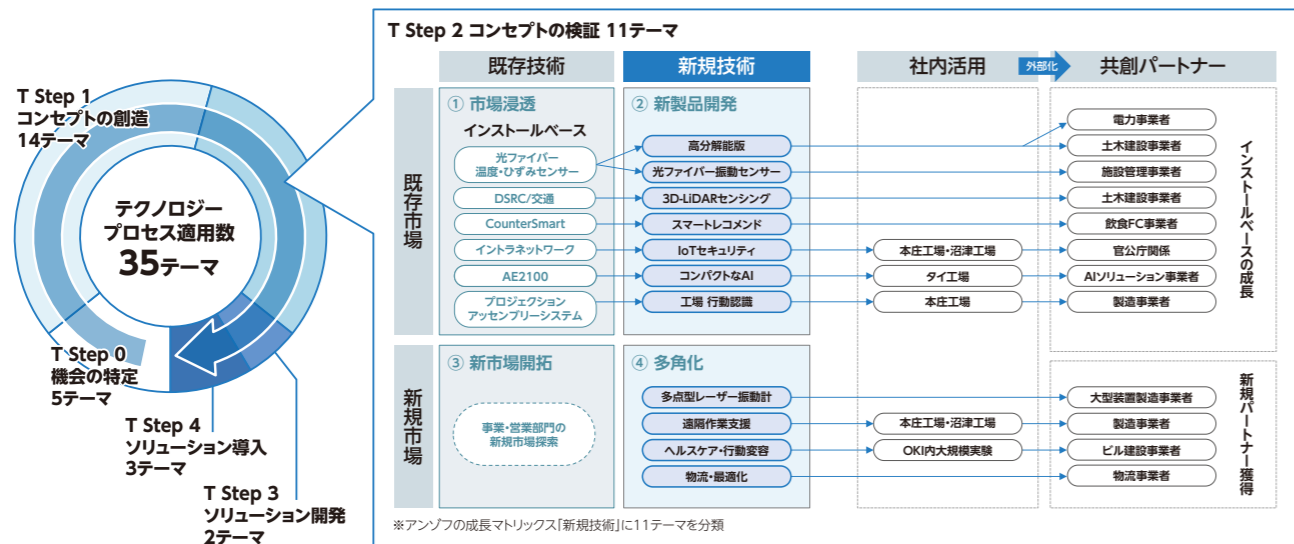 T Step 1
コンセプトの創造
14テーマ
テクノロジー
プロセス適用数
35テーマ
T Step 0
機会の特定
5テーマ
T Step 4
ソリューション導入
3テーマ
T Step 3
ソリューション開発
2テーマ
T Step 2 コンセプトの検証 11テーマ
既存技術
新規技術
社内活用
外部化
共創パートナー
既存市場
① 市場浸透
インストールベース
光ファイバー
温度・ひずみセンサー
DSRC/交通
CounterSmart
イントラネットワーク
AE2100
プロジェクション
アッセンブリーシステム
② 新製品開発
高分解能版
光ファイバー振動センサー
3D-LiDARセンシング
スマートレコメンド
IoTセキュリティ
コンパクトなAI
工場 行動認識
本庄工場・沼津工場
タイ工場
本庄工場
電力事業者
土木建設事業者
施設管理事業者
土木建設事業者
飲食FC事業者
官公庁関係
AIソリューション事業者
製造事業者
インストールベースの成長
新規市場
③ 新市場開拓
事業・営業部門の
新規市場探索
④ 多角化
多点型レーザー振動計
遠隔作業支援
ヘルスケア・行動変容
物流・最適化
本庄工場・沼津工場
OKI内大規模実験
大型装置製造事業者
製造事業者
ビル建設事業者
物流事業者
新規パートナー獲得
※アンゾフの成長マトリックス「新規技術」に11テーマを分類